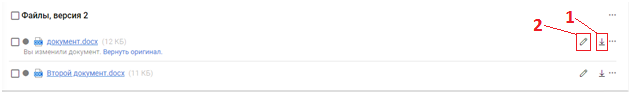 1
2
Файлы, версия 2
документ.docx (12 КБ)
Вы изменили документ. Вернуть оригинал.
Второй документ.docx (11 КБ)